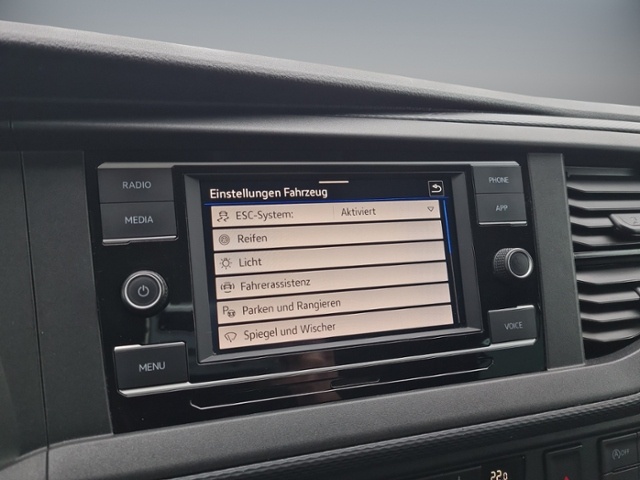 RADIO
MEDIA
MENU
Einstellungen Fahrzeug
ESC-System: Aktiviert
Reifen
Licht
Fahrerassistenz
Parken und Rangieren
Spiegel und Wischer
PHONE
APP
VOICE
OFF
22.0